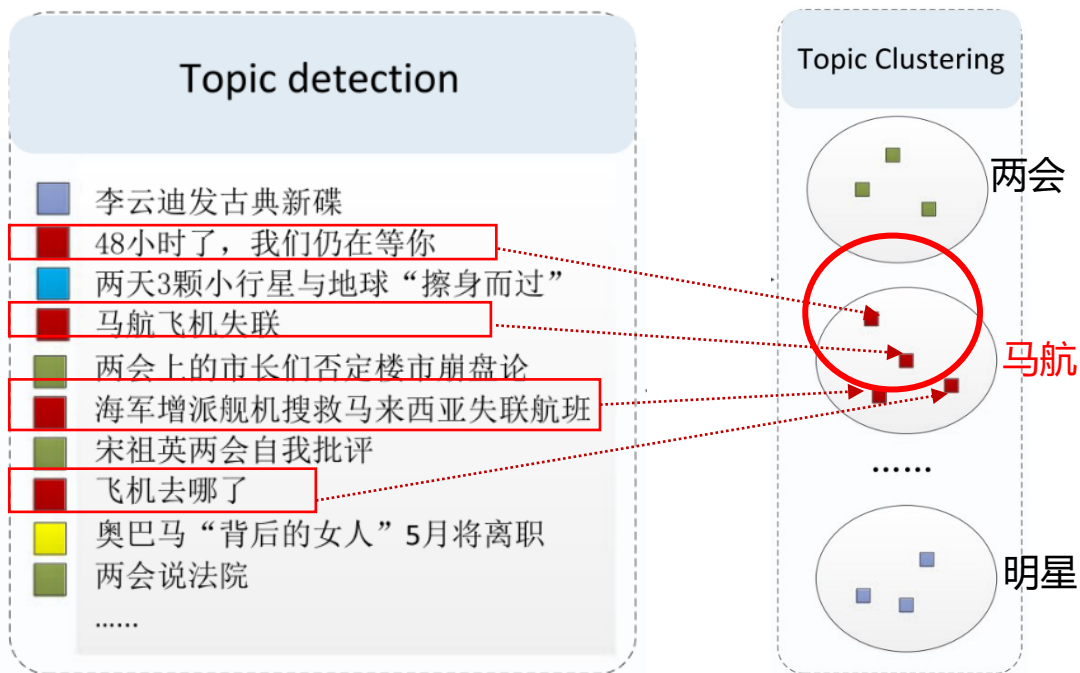 Topic detection
李云迪发古典新碟
48小时了，我们仍在等你
两天3颗小行星与地球“擦身而过”
马航飞机失联
两会上的市长们否定楼市崩盘论
海军增派舰机搜救马来西亚失联航班
宋祖英两会自我批评
飞机去哪了
奥巴马“背后的女人”5月将离职
两会说法院
......
Topic Clustering
两会
马航
......
明星